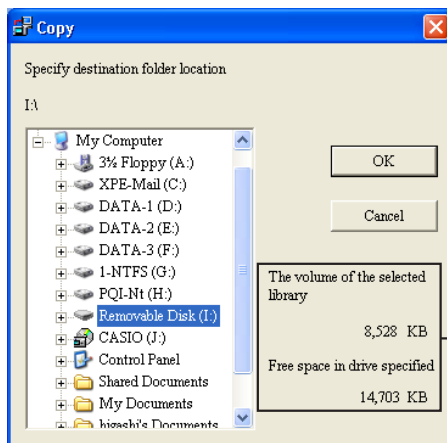 Copy
Specify destination folder location
I:\
My Computer
3½ Floppy (A:)
XPE-Mail (C:)
DATA-1 (D:)
DATA-2 (E:)
DATA-3 (F:)
1-NTFS (G:)
PQI-Nt (H:)
Removable Disk (I:)
CASIO (J:)
Control Panel
Shared Documents
My Documents
higashi's Documents
OK
Cancel
The volume of the selected
library
8,528 KB
Free space in drive specified
14,703 KB